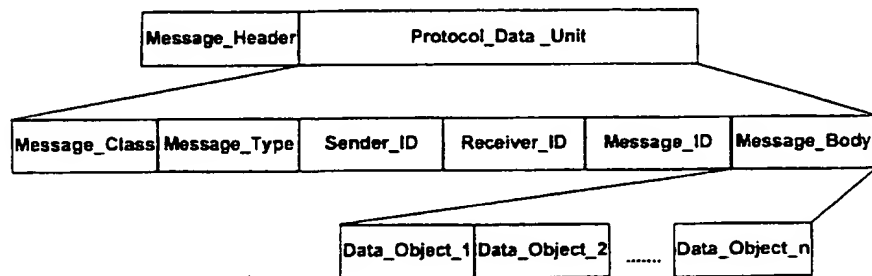 Message_Header Protocol_Data _Unit
Message_Class Message_Type Sender_ID Receiver_ID Message_ID Message_Body
Data_Object_1 Data_Object_2 ....... Data_Object_n